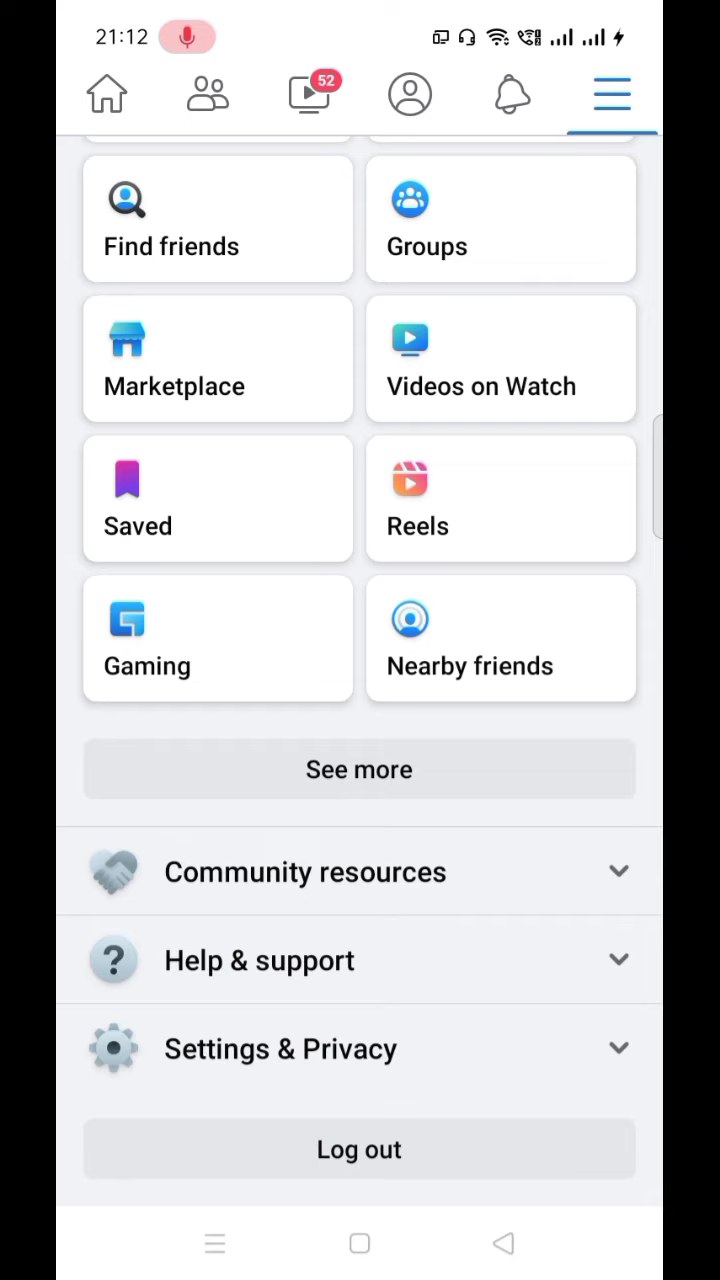 21:12
52
Find friends
Groups
Marketplace
Videos on Watch
Saved
Reels
Gaming
Nearby friends
See more
Community resources
Help & support
Settings & Privacy
Log out